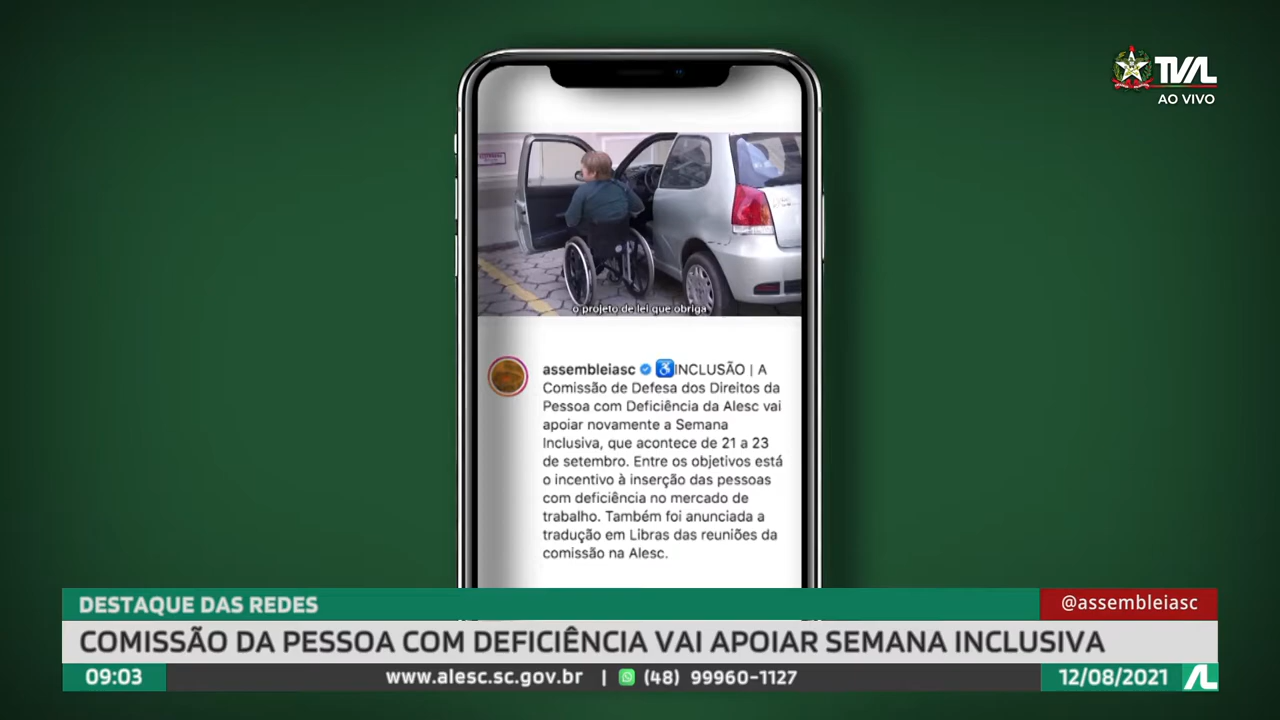 TVAL
AO VIVO
o projeto de lei que obriga
assembleiasc ♿INCLUSÃO | A
Comissão de Defesa dos Direitos da
Pessoa com Deficiência da Alesc vai
apoiar novamente a Semana
Inclusiva, que acontece de 21 a 23
de setembro. Entre os objetivos está
o incentivo à inserção das pessoas
com deficiência no mercado de
trabalho. Também foi anunciada a
tradução em Libras das reuniões da
comissão na Alesc.
DESTAQUE DAS REDES
@assembleiasc
COMISSÃO DA PESSOA COM DEFICIÊNCIA VAI APOIAR SEMANA INCLUSIVA
09:03
www.alesc.sc.gov.br | (48) 99960-1127
12/08/2021